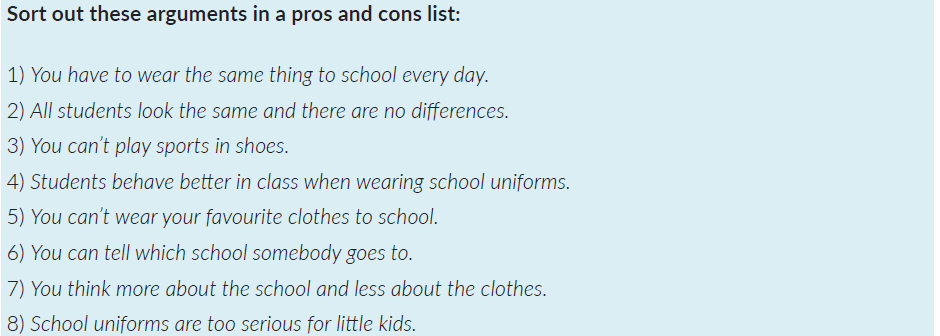 Sort out these arguments in a pros and cons list:
1) You have to wear the same thing to school every day.
2) All students look the same and there are no differences.
3) You can’t play sports in shoes.
4) Students behave better in class when wearing school uniforms.
5) You can’t wear your favourite clothes to school.
6) You can tell which school somebody goes to.
7) You think more about the school and less about the clothes.
8) School uniforms are too serious for little kids.